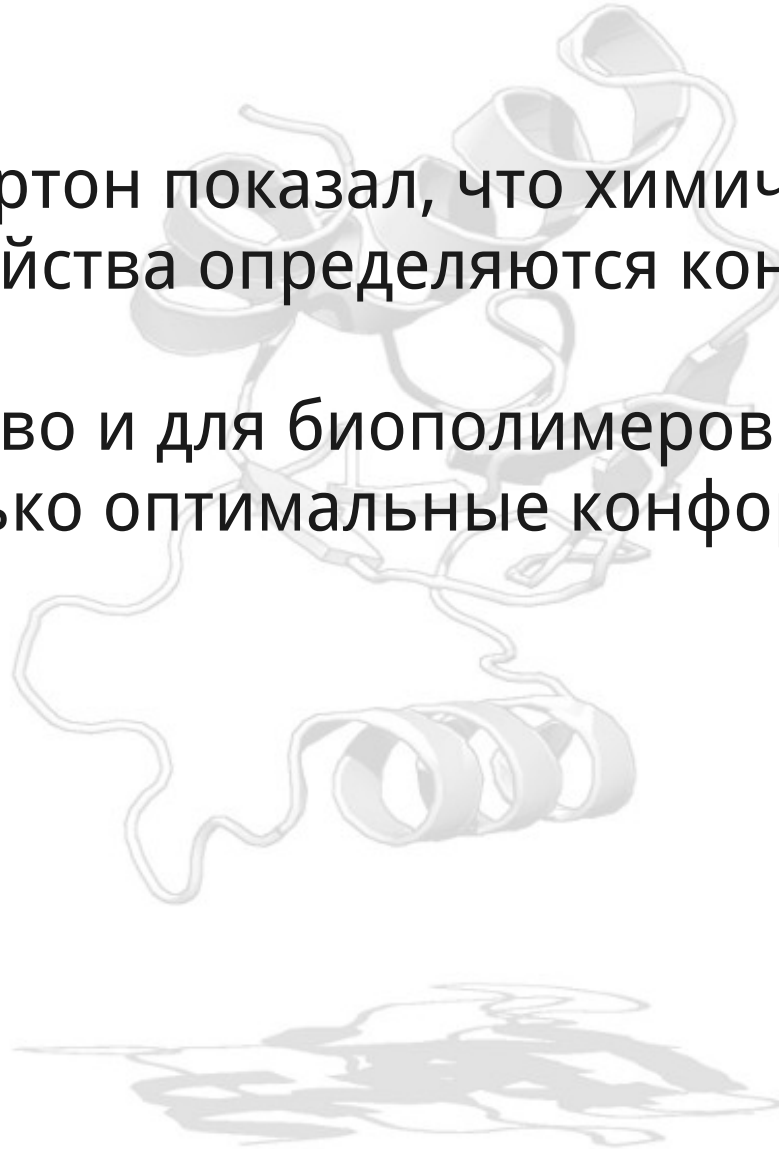 ртон показал, что химич
йства определяются кон
во и для биополимеров
ько оптимальные конфо